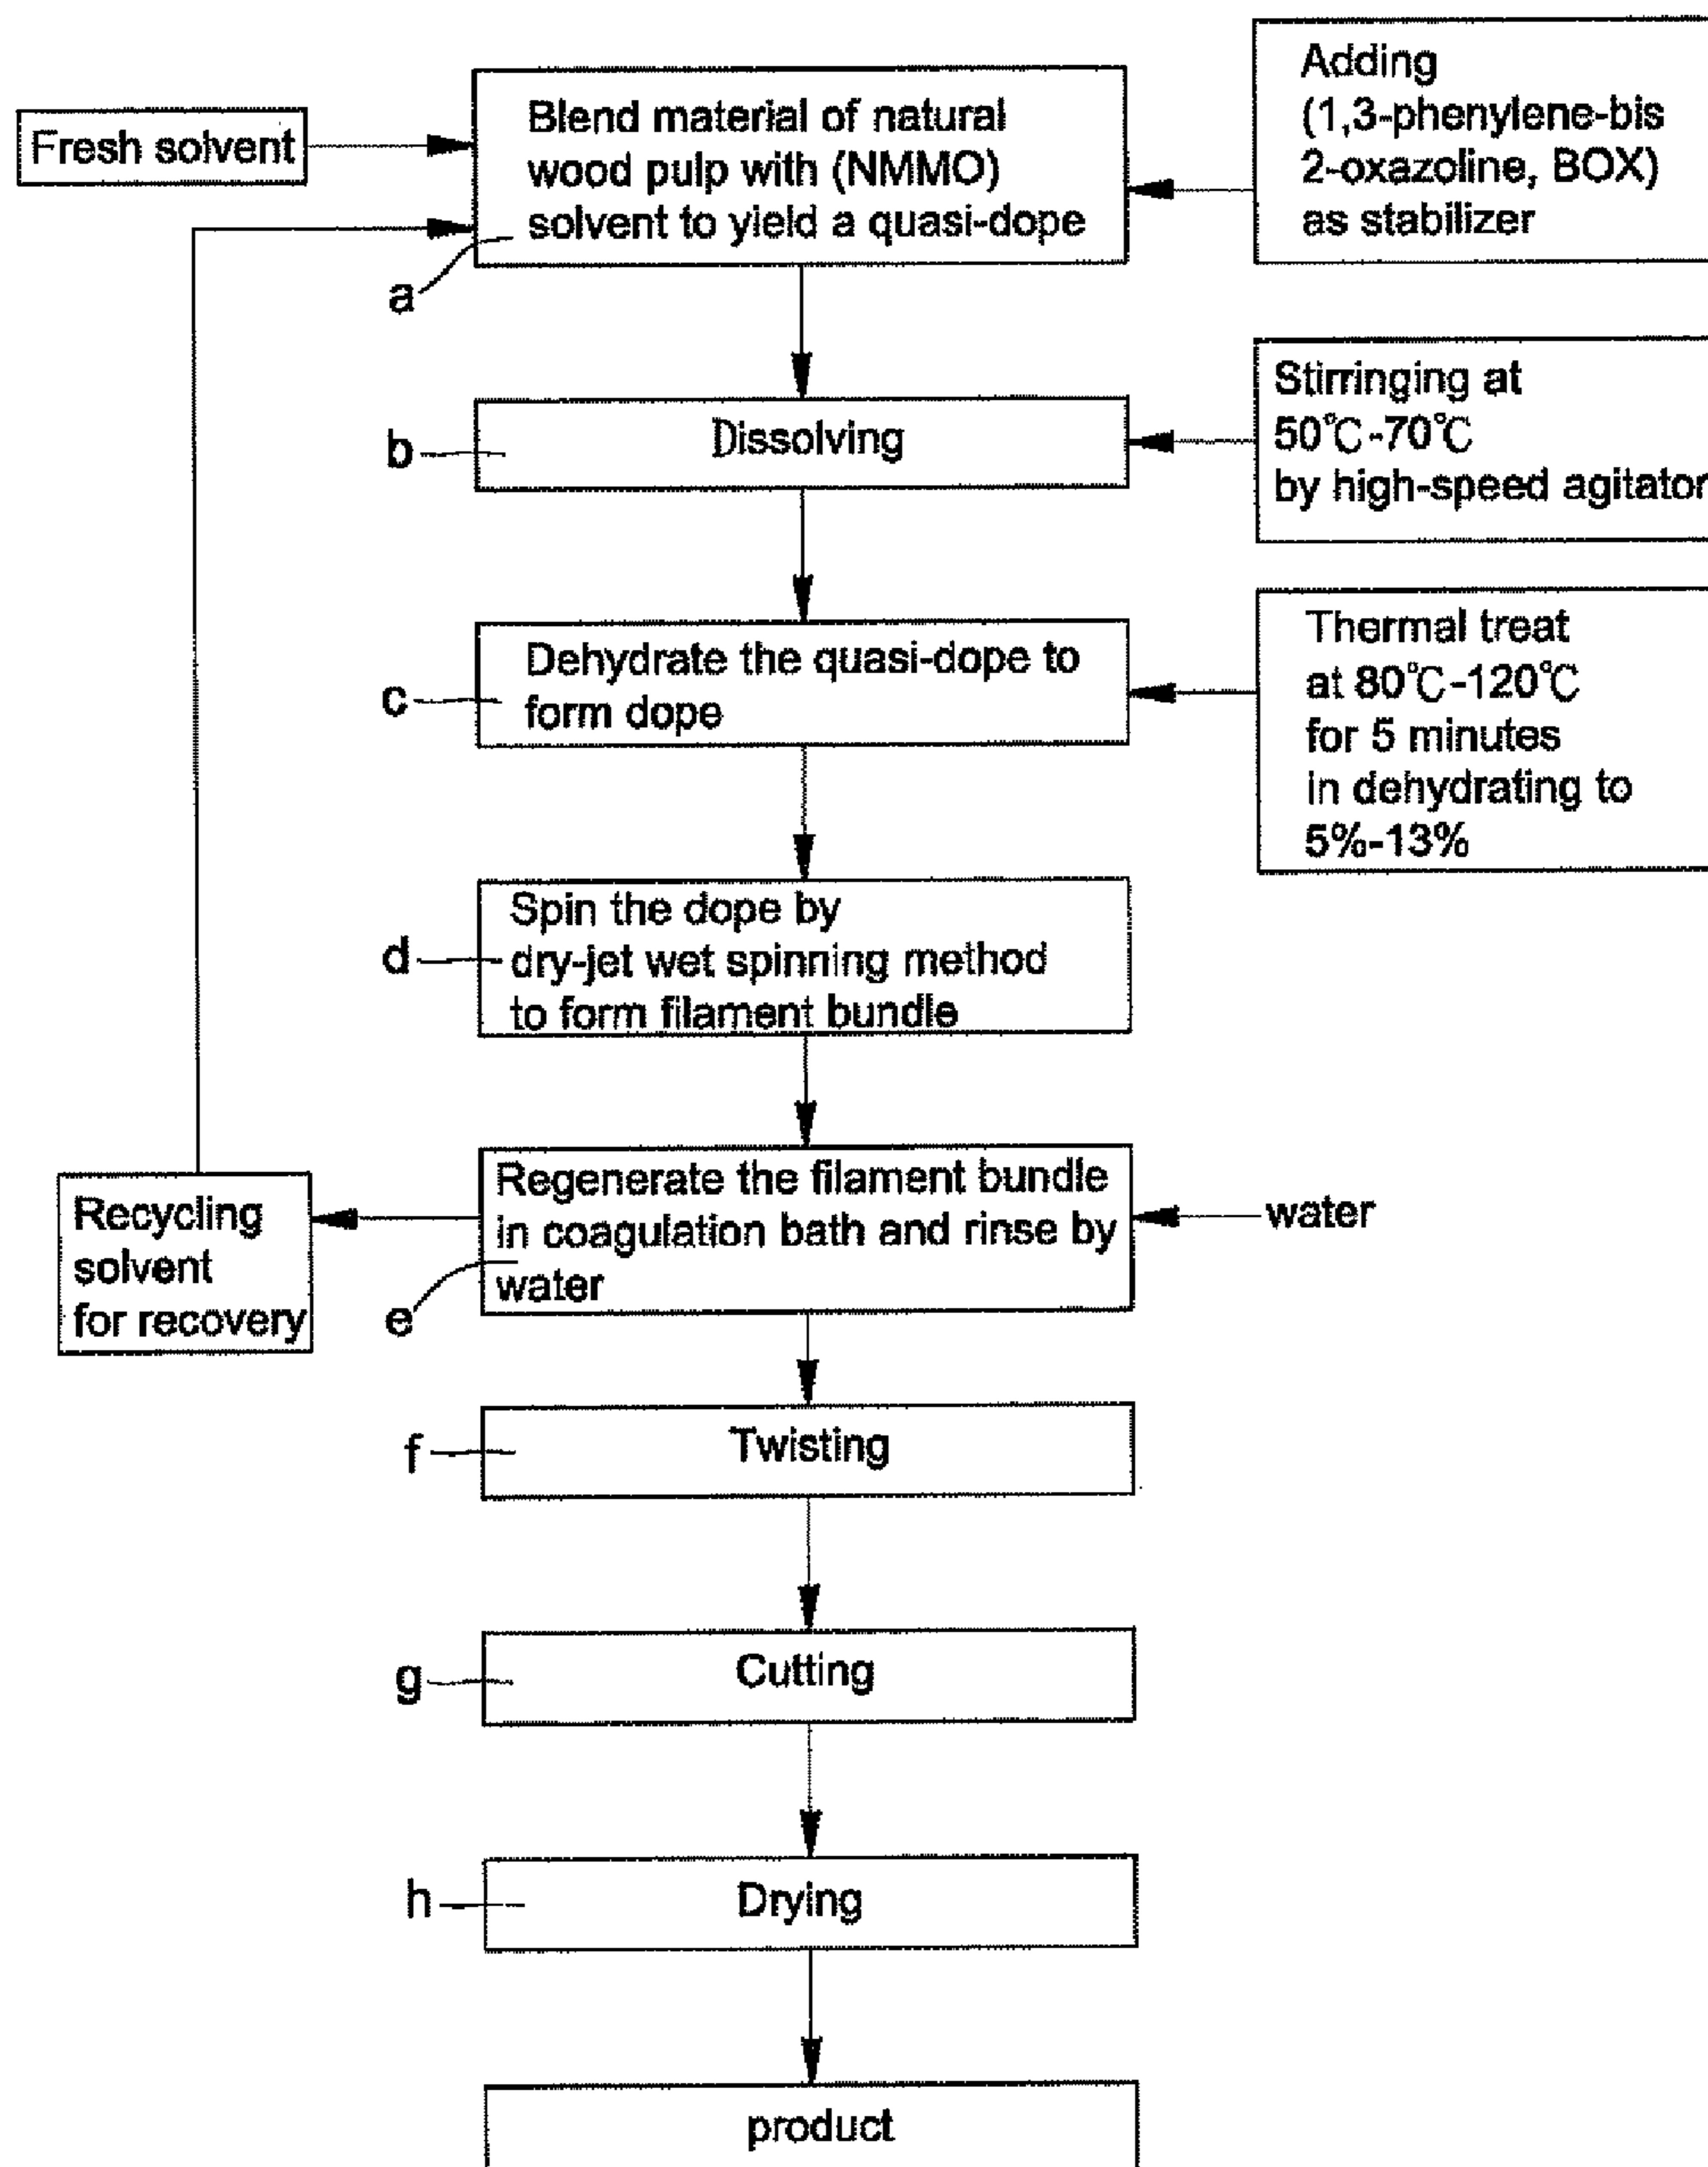 Fresh solvent
Blend material of natural
wood pulp with (NMMO)
solvent to yield a quasi-dope
a
Adding
(1,3-phenylene-bis
2-oxazoline, BOX)
as stabilizer
b
Dissolving
Stirringing at
50℃-70℃
by high-speed agitator
c
Dehydrate the quasi-dope to
form dope
Thermal treat
at 80℃-120℃
for 5 minutes
in dehydrating to
5%-13%
d
Spin the dope by
dry-jet wet spinning method
to form filament bundle
Recycling
solvent
for recovery
Regenerate the filament bundle
in coagulation bath and rinse by
water
e
water
f
Twisting
g
Cutting
h
Drying
product